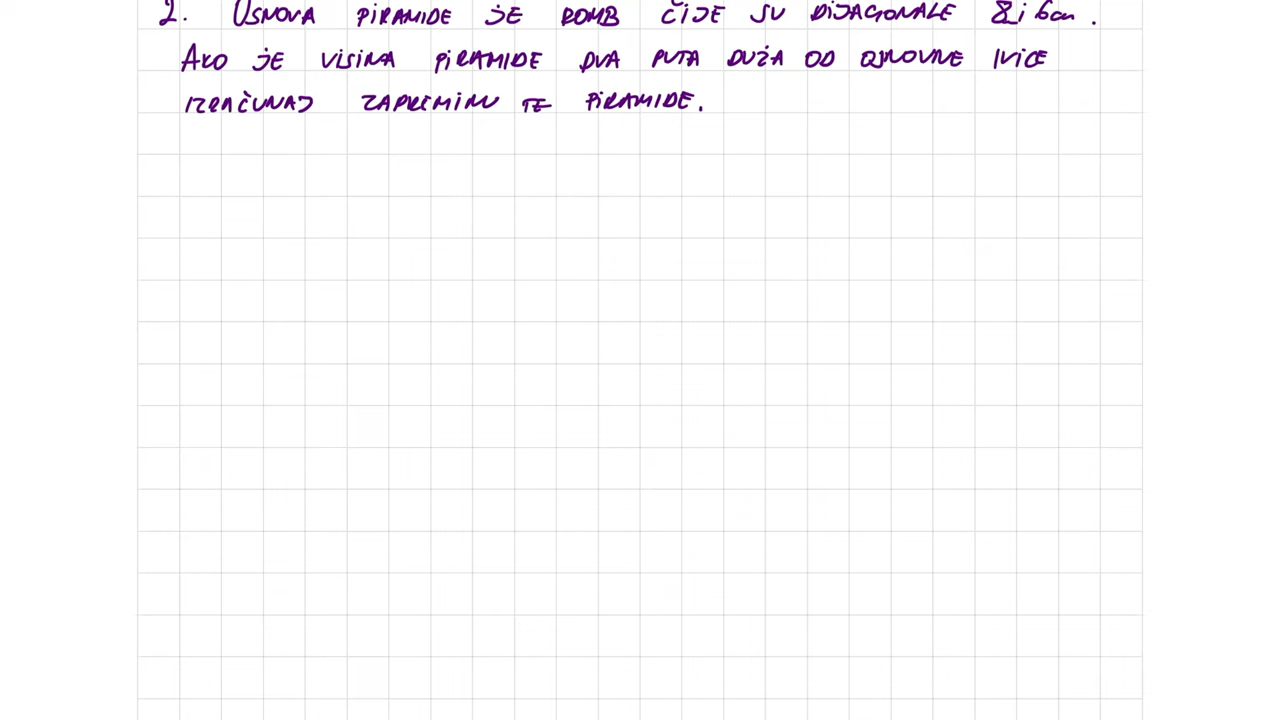 2. OSNOVA PIRAMIDE JE ROMB ČIJE SU DIJAGONALE 8 i 6cm.
AKO JE VISINA PIRAMIDE DVA PUTA DUŽA OD OSNOVNE IVICE
IZRAČUNAJ ZAPREMINU TE PIRAMIDE.